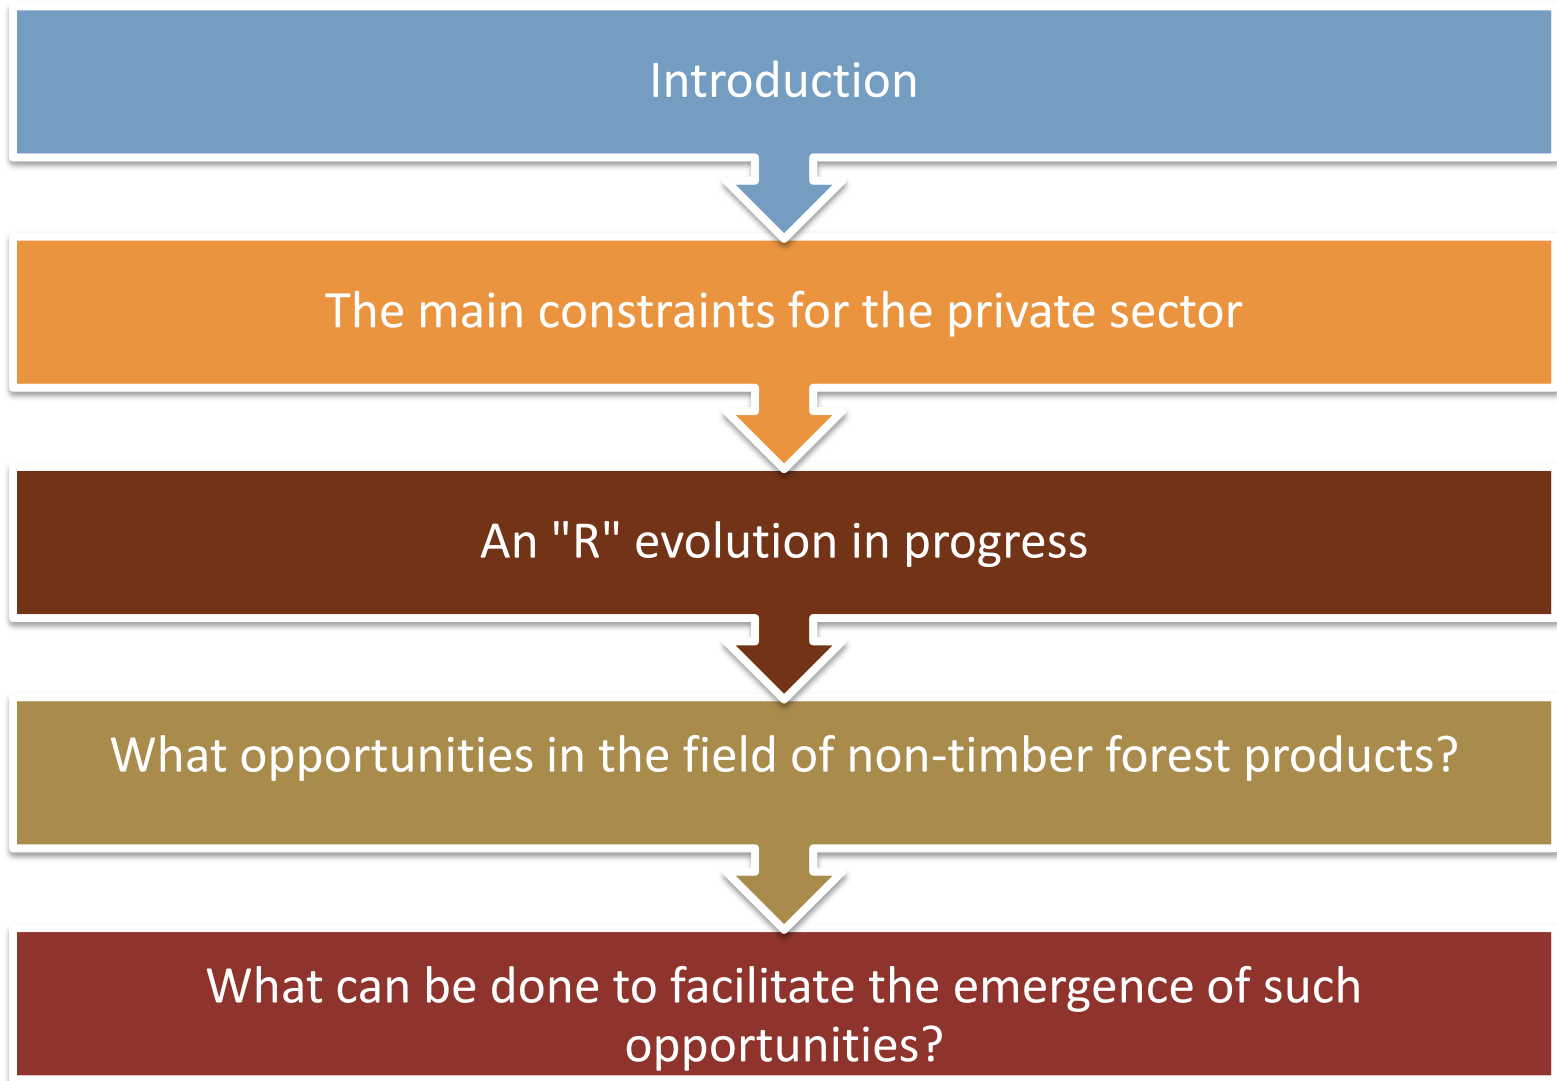 Introduction
The main constraints for the private sector
An "R" evolution in progress
What opportunities in the field of non-timber forest products?
What can be done to facilitate the emergence of such
opportunities?